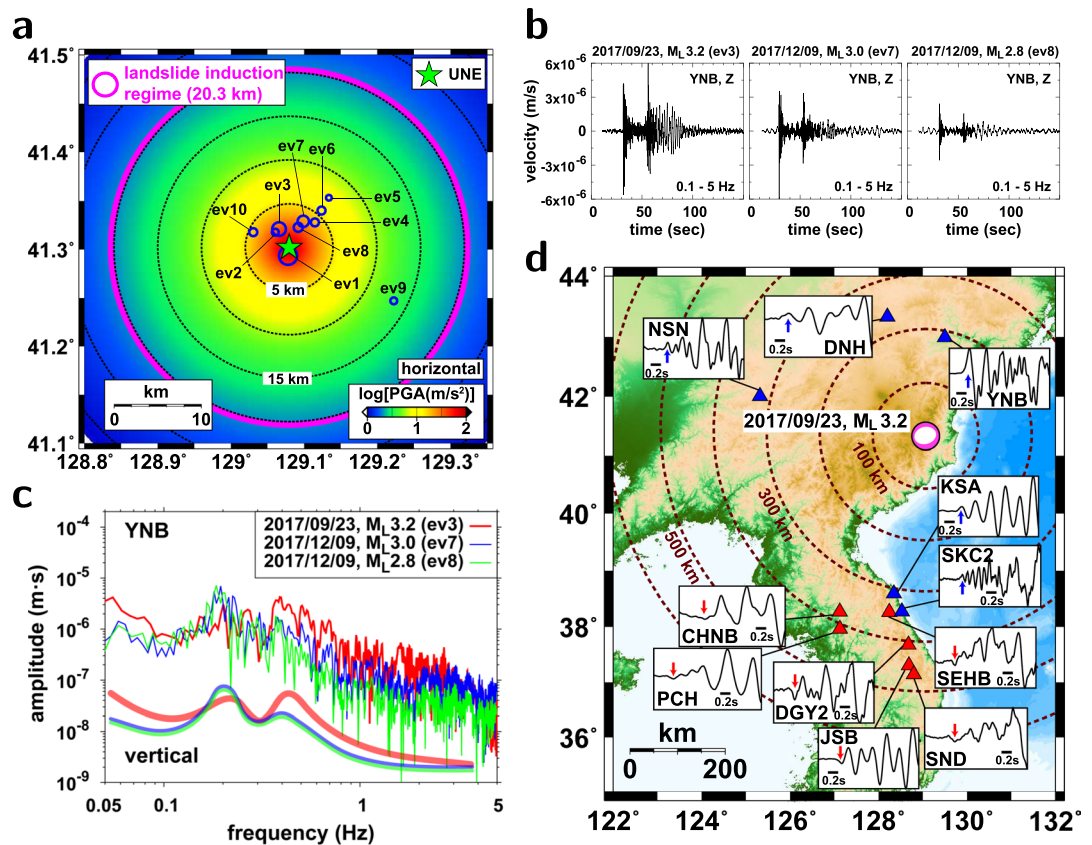 a
41.5°
41.4°
41.3°
41.2°
41.1°
128.8
128.9
129
129.1
129.2
129.3
landslide induction
regime (20.3 km)
UNE
ev7
ev6
ev3
ev5
ev10
ev4
ev8
ev2
ev1
ev9
5 km
15 km
horizontal
km
0
10
log[PGA(m/s²)]
0
1
2
b
2017/09/23, ML 3.2 (ev3)
2017/12/09, ML 3.0 (ev7)
2017/12/09, ML 2.8 (ev8)
velocity (m/s)
6×10⁻⁶
3×10⁻⁶
0
-3×10⁻⁶
-6×10⁻⁶
YNB, Z
YNB, Z
YNB, Z
0.1 - 5 Hz
0.1 - 5 Hz
0.1 - 5 Hz
0 50 100
0 50 100
0 50 100
time (sec)
time (sec)
time (sec)
c
YNB
2017/09/23, ML 3.2 (ev3)
2017/12/09, ML 3.0 (ev7)
2017/12/09, ML 2.8 (ev8)
amplitude (m·s)
10⁻⁴
10⁻⁵
10⁻⁶
10⁻⁷
10⁻⁸
10⁻⁹
vertical
0.05
0.1
1
5
frequency (Hz)
d
44°
42°
40°
38°
36°
122°
124°
126°
128°
130°
132°
NSN
0.2s
DNH
0.2s
YNB
0.2s
2017/09/23, ML 3.2
100 km
300 km
500 km
KSA
0.2s
SKC2
0.2s
CHNB
0.2s
PCH
0.2s
DGY2
0.2s
SEHB
0.2s
JSB
0.2s
SND
0.2s
km
0
200